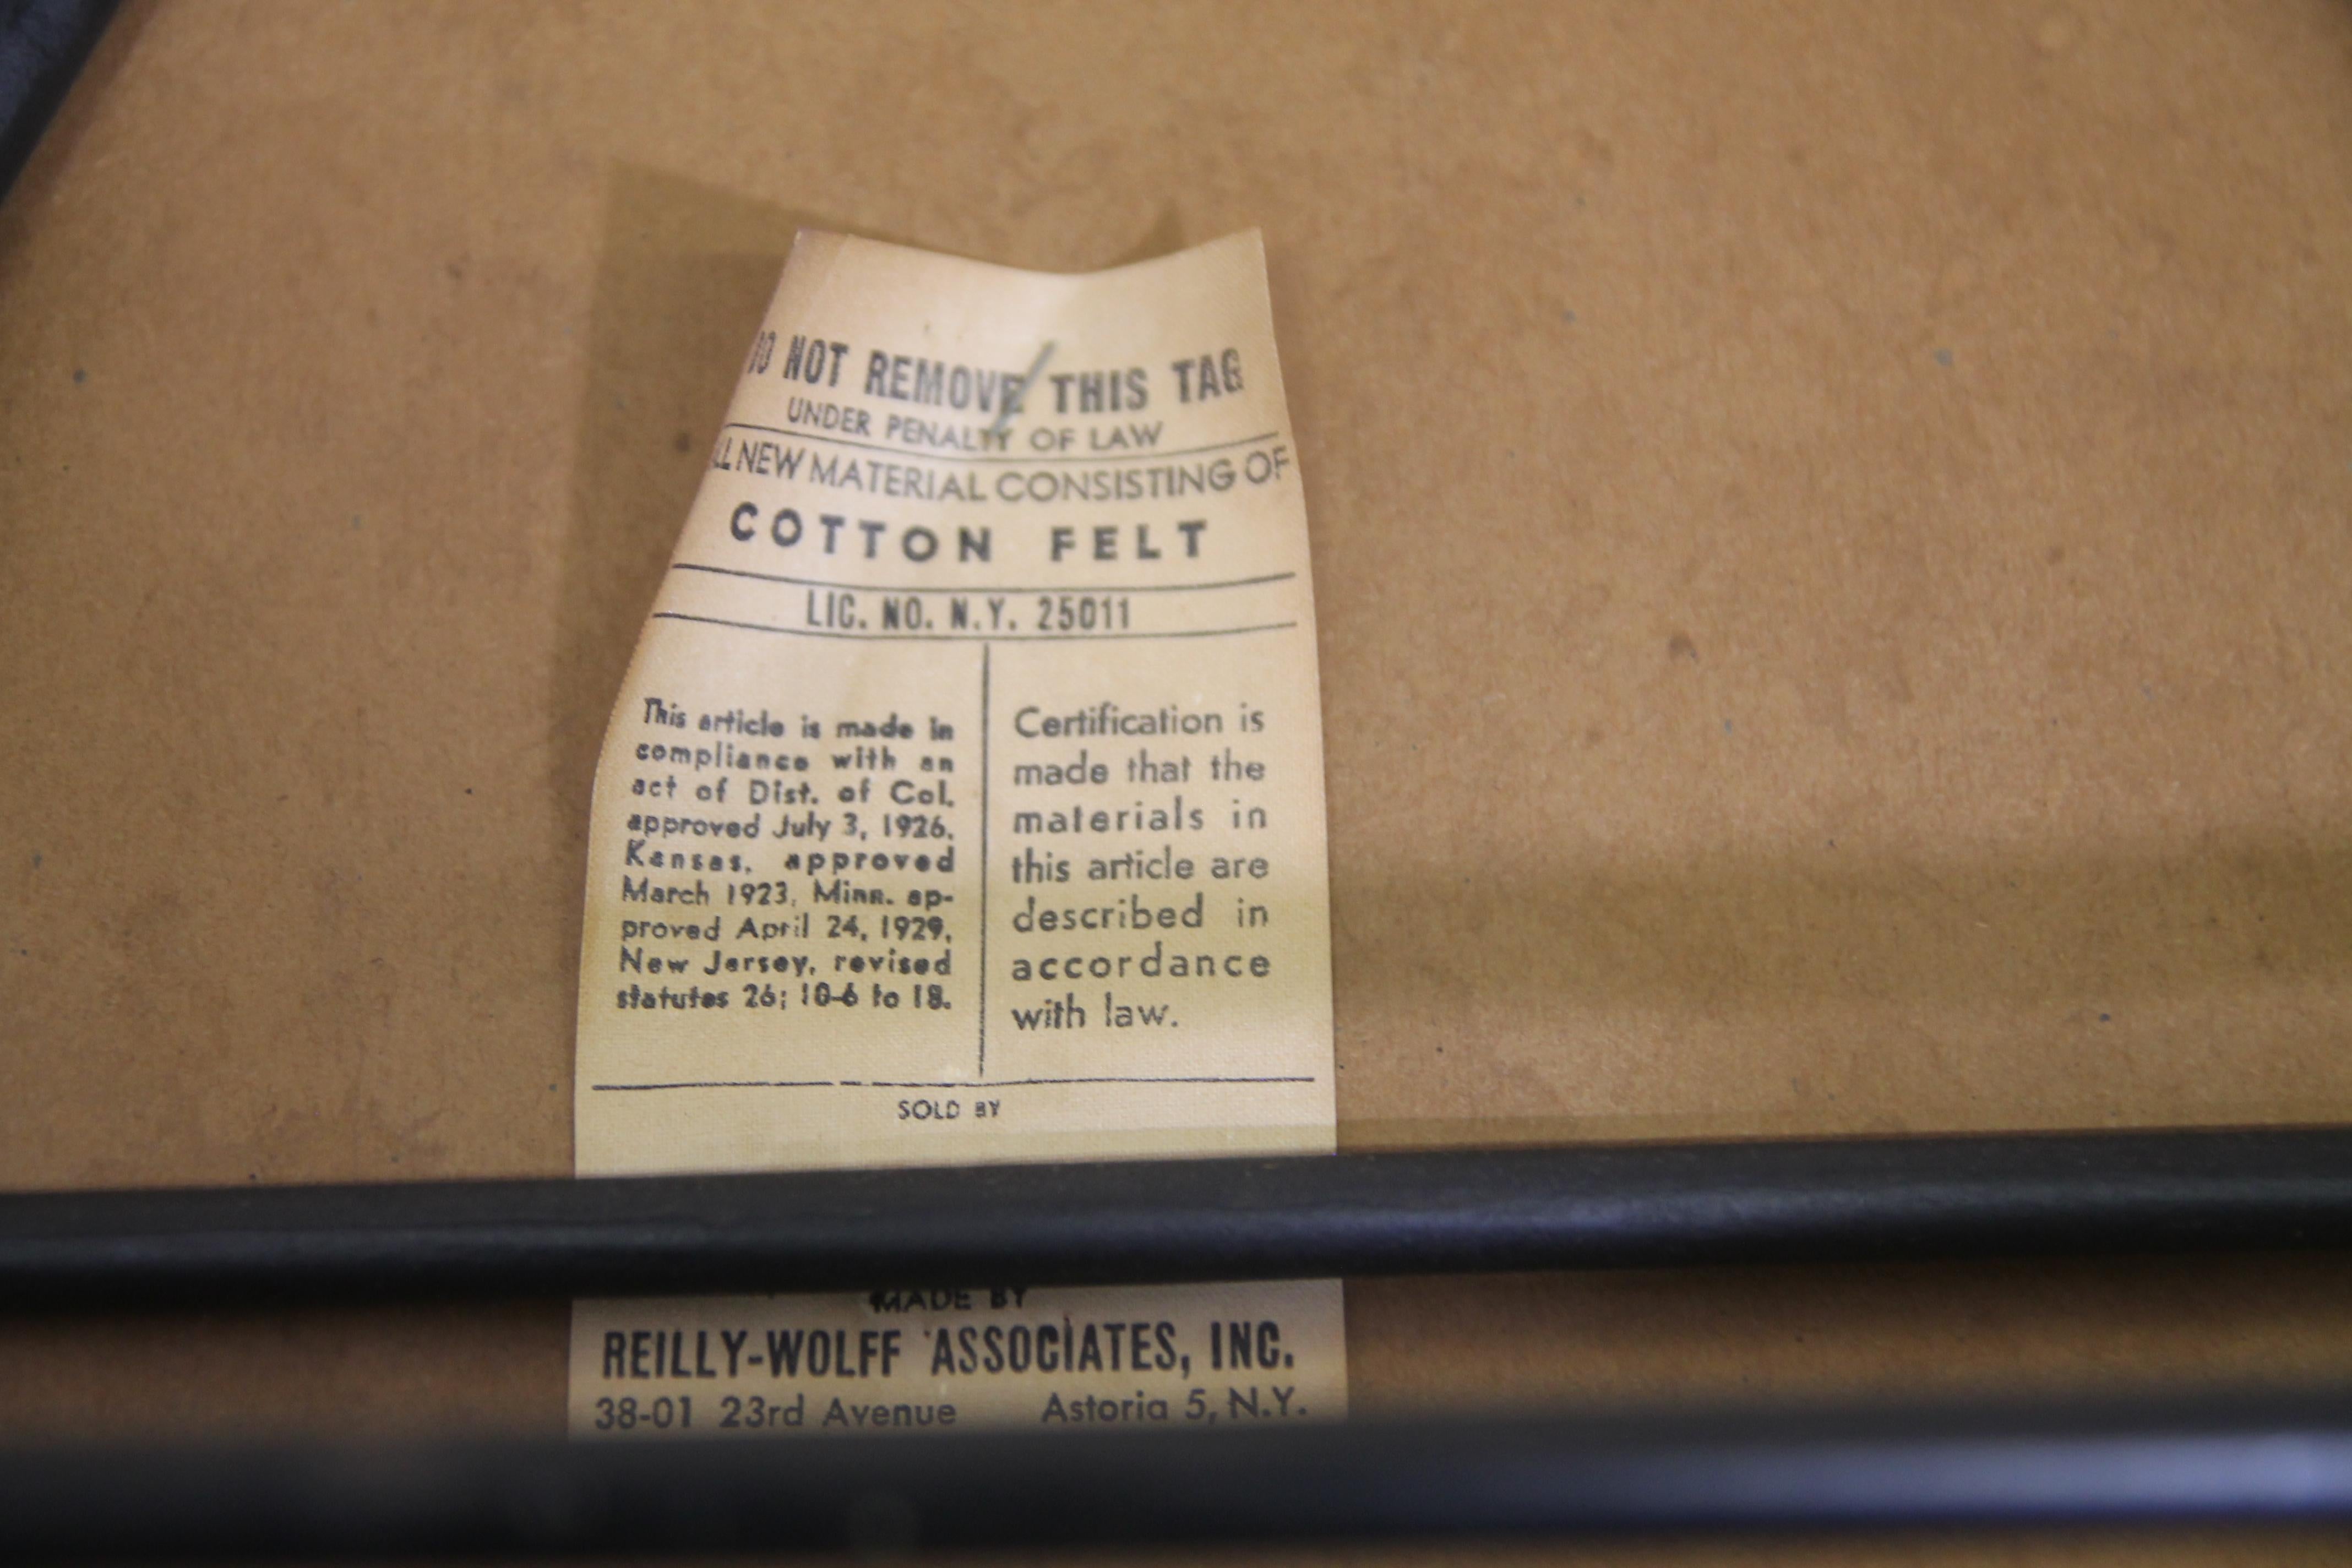 DO NOT REMOVE THIS TAG
UNDER PENALTY OF LAW
ALL NEW MATERIAL CONSISTING OF
COTTON FELT
LIC. NO. N.Y. 25011
This article is made in
compliance with an
act of Dist. of Col.
approved July 3, 1926.
Kansas, approved
March 1923, Minn. ap-
proved April 24, 1929,
New Jersey, revised
statutes 26; 10-6 to 18.
Certification is
made that the
materials in
this article are
described in
accordance
with law.
SOLD BY
MADE BY
REILLY-WOLFF ASSOCIATES, INC.
38-01 23rd Avenue Astoria 5, N.Y.